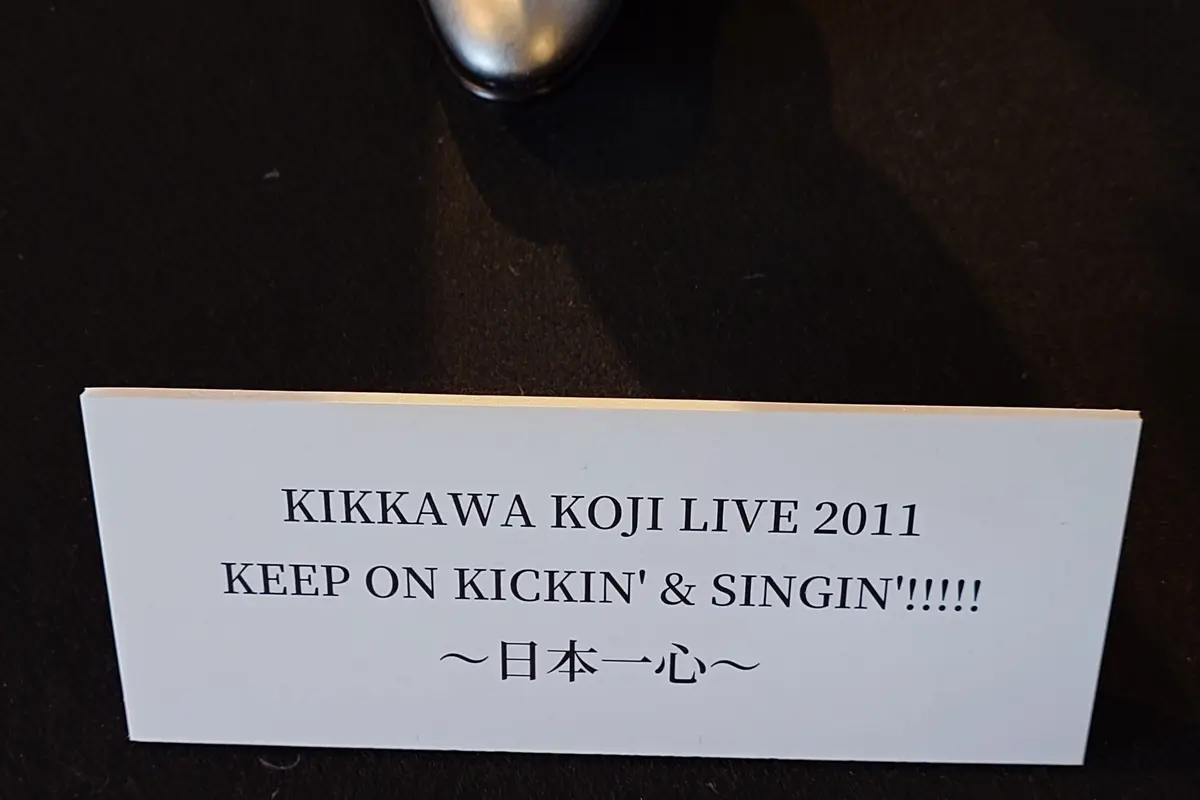 KIKKAWA KOJI LIVE 2011
KEEP ON KICKIN' & SINGIN'!!!!!
〜日本一心〜